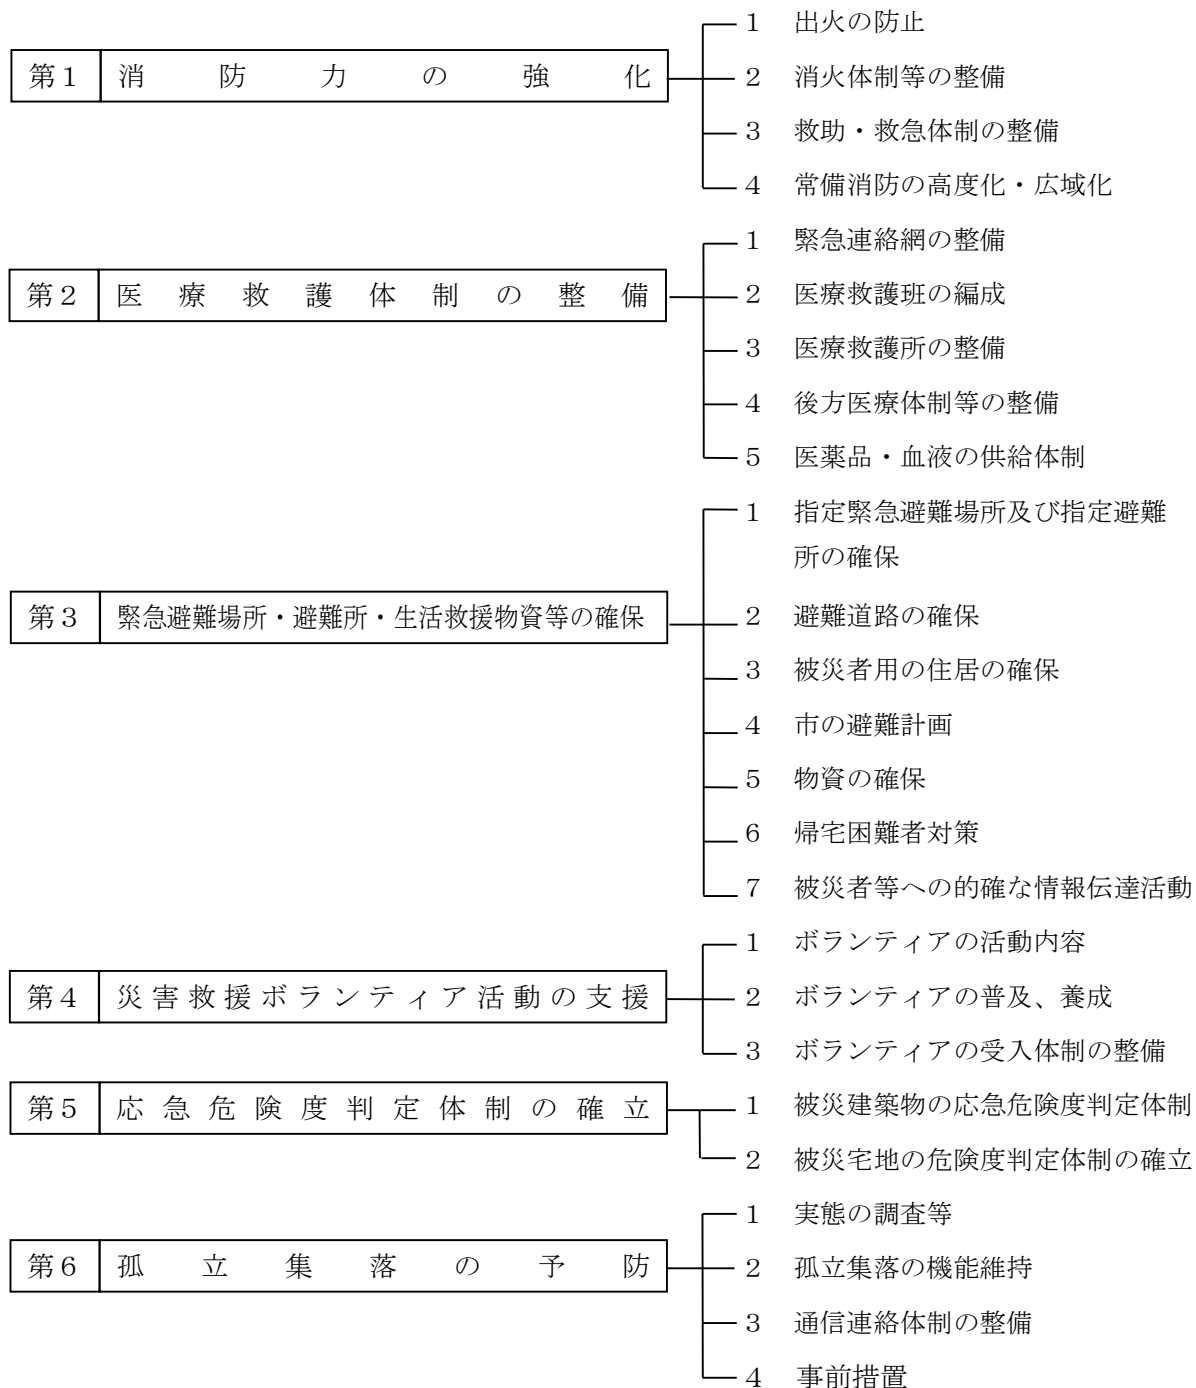 第１ 消防力の強化
１ 出火の防止
２ 消火体制等の整備
３ 救助・救急体制の整備
４ 常備消防の高度化・広域化
第２ 医療救護体制の整備
１ 緊急連絡網の整備
２ 医療救護班の編成
３ 医療救護所の整備
４ 後方医療体制等の整備
５ 医薬品・血液の供給体制
第３ 緊急避難場所・避難所・生活救援物資等の確保
１ 指定緊急避難場所及び指定避難
所の確保
２ 避難道路の確保
３ 被災者用の住居の確保
４ 市の避難計画
５ 物資の確保
６ 帰宅困難者対策
７ 被災者等への的確な情報伝達活動
第４ 災害救援ボランティア活動の支援
１ ボランティアの活動内容
２ ボランティアの普及、養成
３ ボランティアの受入体制の整備
第５ 応急危険度判定体制の確立
１ 被災建築物の応急危険度判定体制
２ 被災宅地の危険度判定体制の確立
第６ 孤立集落の予防
１ 実態の調査等
２ 孤立集落の機能維持
３ 通信連絡体制の整備
４ 事前措置